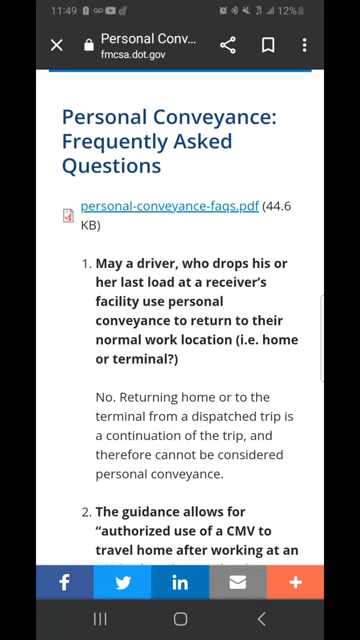 11:49
12%
Personal Conv...
fmcsa.dot.gov
Personal Conveyance:
Frequently Asked
Questions
personal-conveyance-faqs.pdf (44.6
KB)
1. May a driver, who drops his or
her last load at a receiver's
facility use personal
conveyance to return to their
normal work location (i.e. home
or terminal?)
No. Returning home or to the
terminal from a dispatched trip is
a continuation of the trip, and
therefore cannot be considered
personal conveyance.
2. The guidance allows for
"authorized use of a CMV to
travel home after working at an
f
in